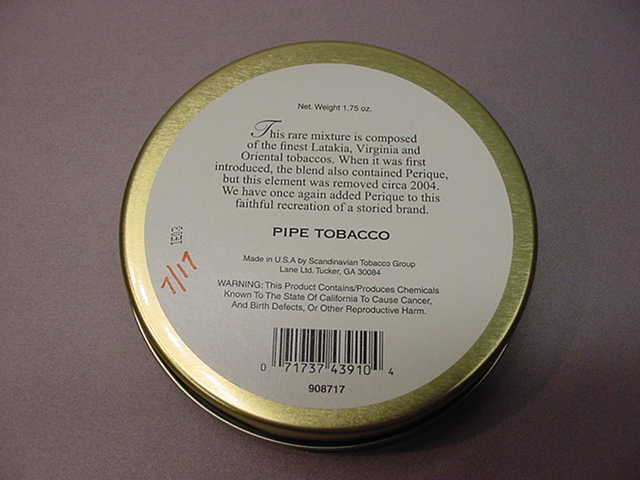 Net. Weight 1.75 oz.
This rare mixture is composed
of the finest Latakia, Virginia and
Oriental tobaccos. When it was first
introduced, the blend also contained Perique,
but this element was removed circa 2004.
We have once again added Perique to this
faithful recreation of a storied brand.
PIPE TOBACCO
Made in U.S.A by Scandinavian Tobacco Group
Lane Ltd. Tucker, GA 30084
WARNING: This Product Contains/Produces Chemicals
Known To The State Of California To Cause Cancer,
And Birth Defects, Or Other Reproductive Harm.
0 71737 43910 4
908717
IE03
7/17